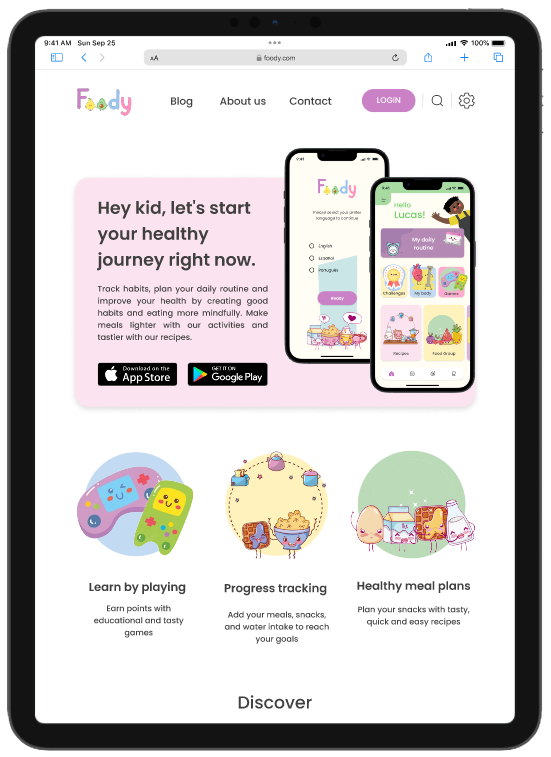 9:41 AM Sun Sep 25
100%
AA
foody.com
Foody
Blog
About us
Contact
LOGIN
Hey kid, let's start
your healthy
journey right now.
Track habits, plan your daily routine and
improve your health by creating good
habits and eating more mindfully. Make
meals lighter with our activities and
tastier with our recipes.
Download on the
App Store
GET IT ON
Google Play
9:41
Foody
Please select your prefer
language to continue
English
Español
Português
Ready
9:41
Hello
Lucas!
My daily
routine
Challenges
My body
Games
Recipes
Food Group
Learn by playing
Earn points with
educational and tasty
games
Progress tracking
Add your meals, snacks,
and water intake to reach
your goals
Healthy meal plans
Plan your snacks with tasty,
quick and easy recipes
Discover